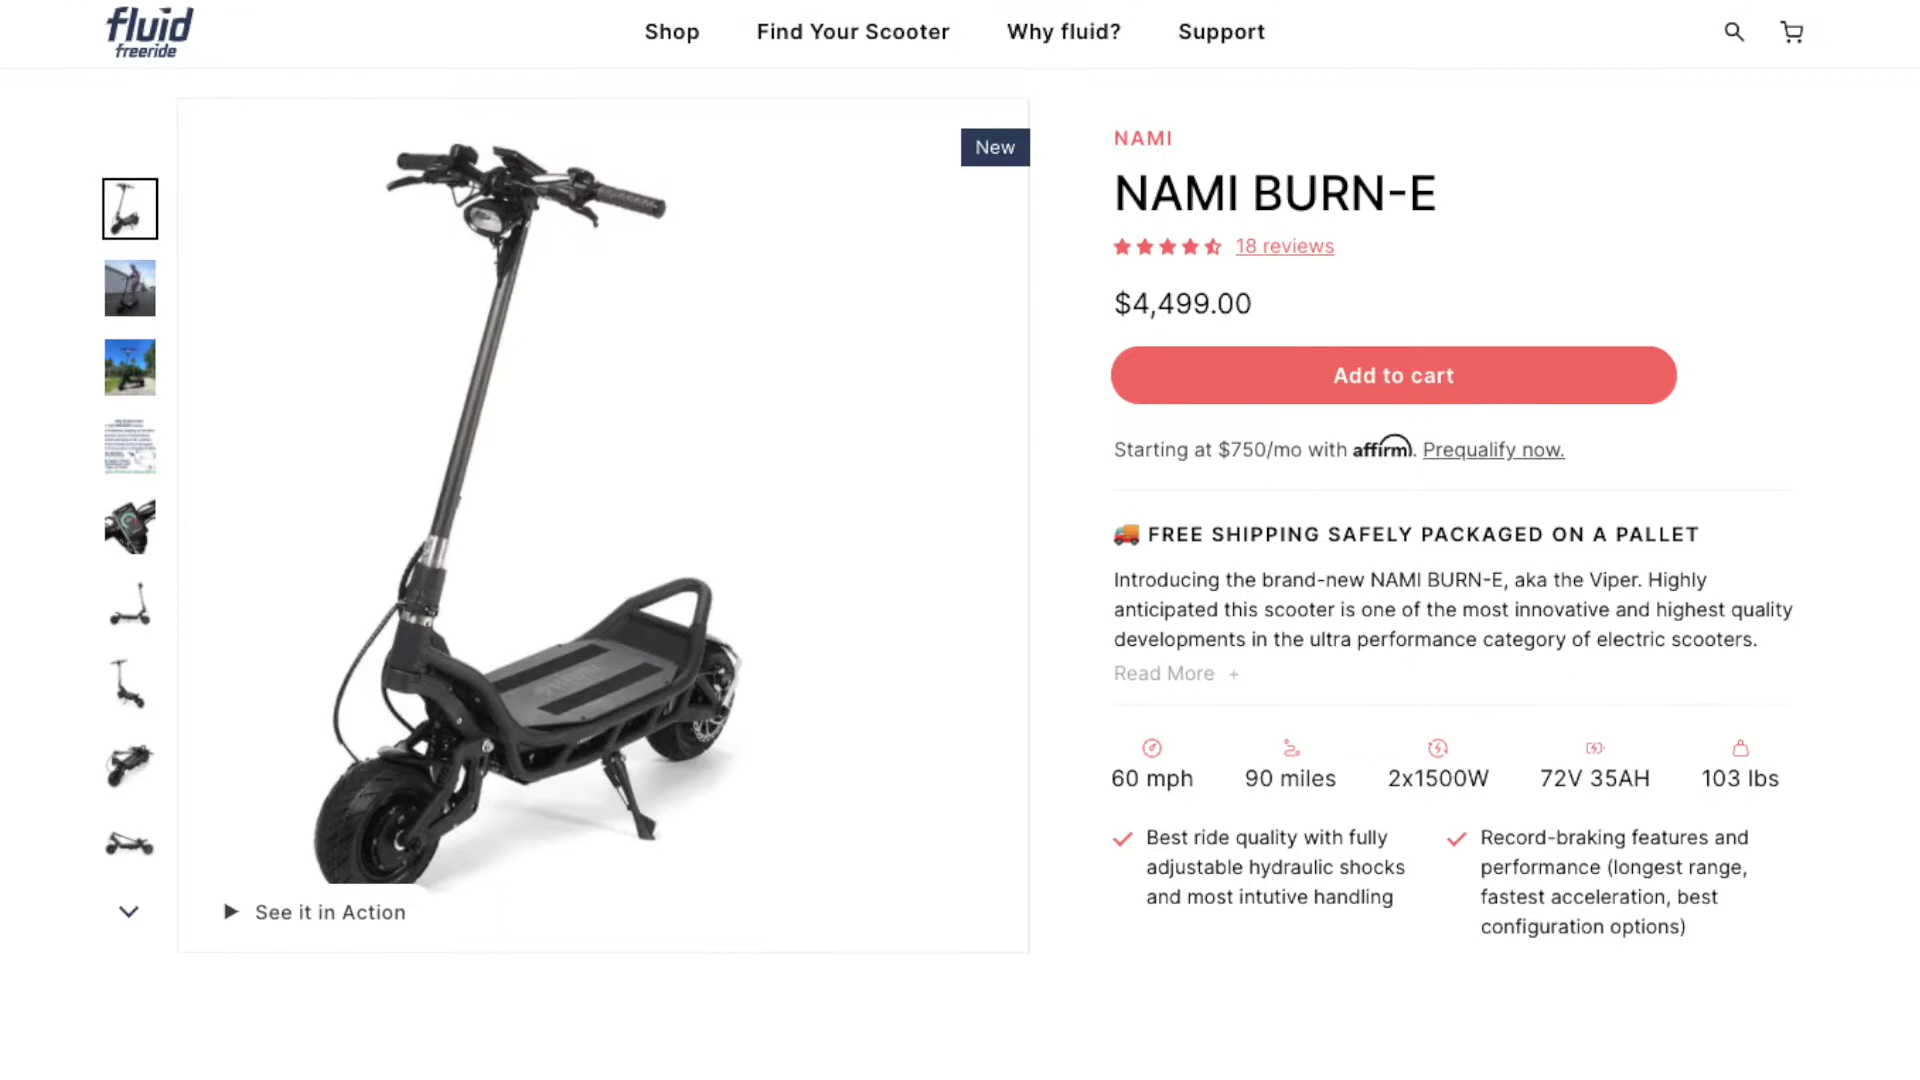 fluid
freeride
Shop
Find Your Scooter
Why fluid?
Support
New
NAMI
NAMI BURN-E
18 reviews
$4,499.00
Add to cart
Starting at $750/mo with affirm. Prequalify now.
FREE SHIPPING SAFELY PACKAGED ON A PALLET
Introducing the brand-new NAMI BURN-E, aka the Viper. Highly
anticipated this scooter is one of the most innovative and highest quality
developments in the ultra performance category of electric scooters.
Read More +
60 mph
90 miles
2x1500W
72V 35AH
103 lbs
Best ride quality with fully
adjustable hydraulic shocks
and most intutive handling
Record-braking features and
performance (longest range,
fastest acceleration, best
configuration options)
See it in Action